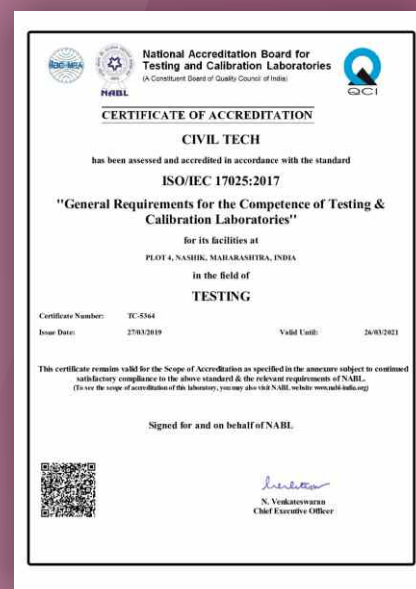 National Accreditation Board for
Testing and Calibration Laboratories
(A Constituent Board of Quality Council of India)
NABL
QCI
CERTIFICATE OF ACCREDITATION
CIVIL TECH
has been assessed and accredited in accordance with the standard
ISO/IEC 17025:2017
"General Requirements for the Competence of Testing &
Calibration Laboratories"
for its facilities at
PLOT 4, NASHIK, MAHARASHTRA, INDIA
in the field of
TESTING
Certificate Number: TC-5364
Issue Date: 27/03/2019 Valid Until: 26/03/2021
This certificate remains valid for the Scope of Accreditation as specified in the annexure subject to continued
satisfactory compliance to the above standard & the relevant requirements of NABL.
(To see the scope of accreditation of this laboratory, you may also visit NABL website www.nabl-india.org)
Signed for and on behalf of NABL
N. Venkateswaran
Chief Executive Officer